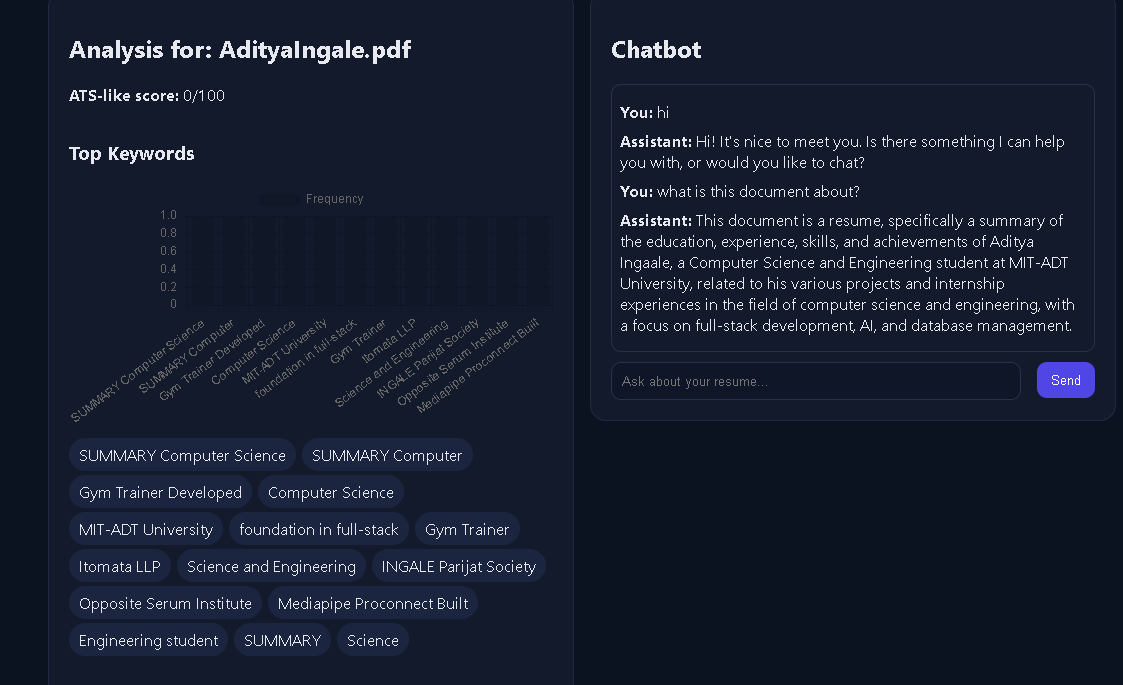 Analysis for: AdityaIngale.pdf
ATS-like score: 0/100
Top Keywords
Frequency
1.0
0.8
0.6
0.4
0.2
0
SUMMARY Computer Science
SUMMARY Computer
Gym Trainer Developed
Computer Science
MIT-ADT University
foundation in full-stack
Gym Trainer
Itomata LLP
Science and Engineering
INGALE Parijat Society
Opposite Serum Institute
Mediapipe Proconnect Built
SUMMARY Computer Science SUMMARY Computer
Gym Trainer Developed Computer Science
MIT-ADT University foundation in full-stack Gym Trainer
Itomata LLP Science and Engineering INGALE Parijat Society
Opposite Serum Institute Mediapipe Proconnect Built
Engineering student SUMMARY Science
Chatbot
You: hi
Assistant: Hi! It's nice to meet you. Is there something I can help
you with, or would you like to chat?
You: what is this document about?
Assistant: This document is a resume, specifically a summary of
the education, experience, skills, and achievements of Aditya
Ingaale, a Computer Science and Engineering student at MIT-ADT
University, related to his various projects and internship
experiences in the field of computer science and engineering, with
a focus on full-stack development, AI, and database management.
Ask about your resume...
Send